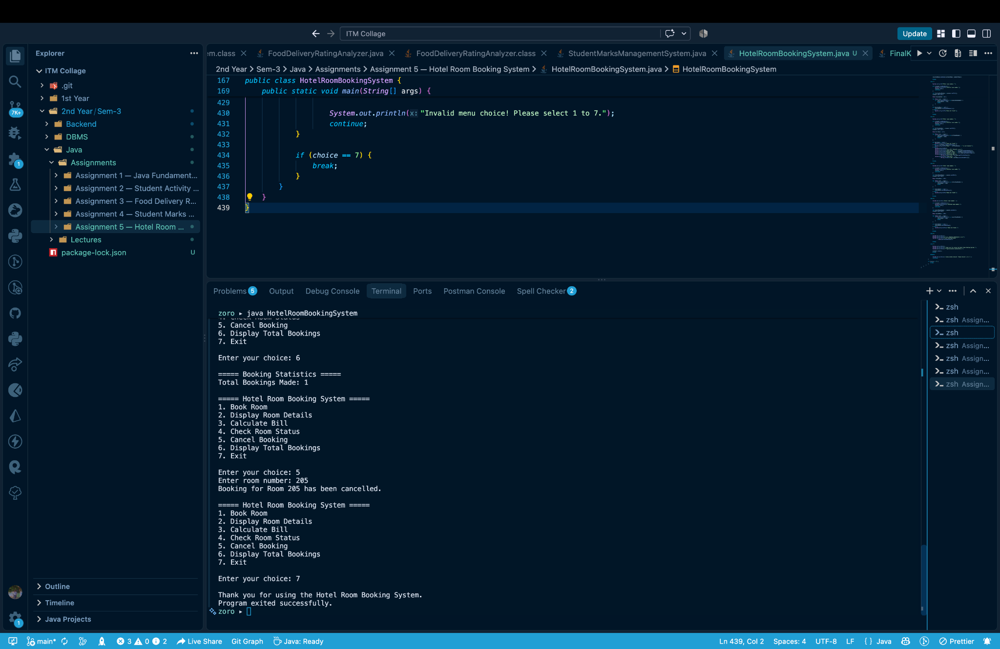 ITM Collage
Update
Explorer
ITM Collage
.git
1st Year
2nd Year/Sem-3
Backend
DBMS
Java
Assignments
Assignment 1 — Java Fundament...
Assignment 2 — Student Activity ...
Assignment 3 — Food Delivery R...
Assignment 4 — Student Marks ...
Assignment 5 — Hotel Room ...
Lectures
package-lock.json U
7K+
1
Outline
Timeline
Java Projects
1
em.class
FoodDeliveryRatingAnalyzer.java
FoodDeliveryRatingAnalyzer.class
StudentMarksManagementSystem.java
HotelRoomBookingSystem.java U
FinalK
2nd Year > Sem-3 > Java > Assignments > Assignment 5 — Hotel Room Booking System > HotelRoomBookingSystem.java > HotelRoomBookingSystem
167 public class HotelRoomBookingSystem {
169 public static void main(String[] args) {
429
430 System.out.println(x: "Invalid menu choice! Please select 1 to 7.");
431 continue;
432 }
433
434 if (choice == 7) {
435 break;
436 }
437 }
438 }
439 }
Problems 5 Output Debug Console Terminal Ports Postman Console Spell Checker 2
zoro ▸ java HotelRoomBookingSystem
4. Check Room Status
5. Cancel Booking
6. Display Total Bookings
7. Exit
Enter your choice: 6
===== Booking Statistics =====
Total Bookings Made: 1
===== Hotel Room Booking System =====
1. Book Room
2. Display Room Details
3. Calculate Bill
4. Check Room Status
5. Cancel Booking
6. Display Total Bookings
7. Exit
Enter your choice: 5
Enter room number: 205
Booking for Room 205 has been cancelled.
===== Hotel Room Booking System =====
1. Book Room
2. Display Room Details
3. Calculate Bill
4. Check Room Status
5. Cancel Booking
6. Display Total Bookings
7. Exit
Enter your choice: 7
Thank you for using the Hotel Room Booking System.
Program exited successfully.
zoro ▸
zsh
zsh Assign...
zsh
zsh Assign...
zsh Assign...
zsh Assign...
zsh Assign...
main* 3 0 2 Live Share Git Graph Java: Ready
Ln 439, Col 2 Spaces: 4 UTF-8 LF { } Java Prettier